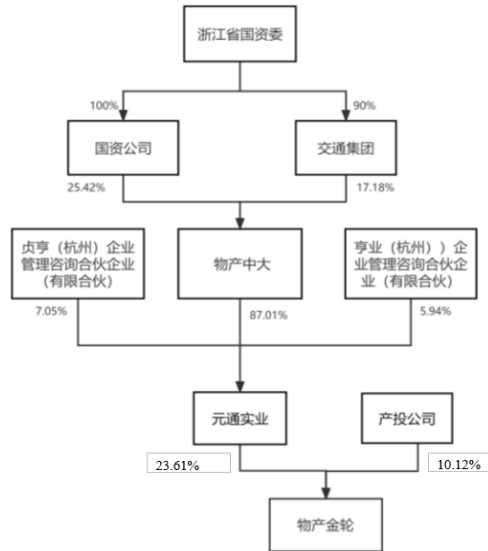 浙江省国资委
100%
90%
国资公司
交通集团
25.42%
17.18%
贞亨（杭州）企业
管理咨询合伙企业
（有限合伙）
物产中大
亨业（杭州））企
业管理咨询合伙企
业（有限合伙）
7.05%
87.01%
5.94%
元通实业
产投公司
23.61%
10.12%
物产金轮